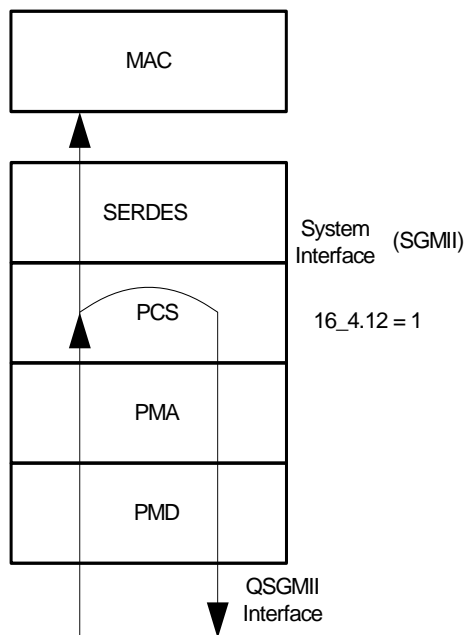 MAC
SERDES
System
Interface (SGMII)
PCS
16_4.12 = 1
PMA
PMD
QSGMII
Interface